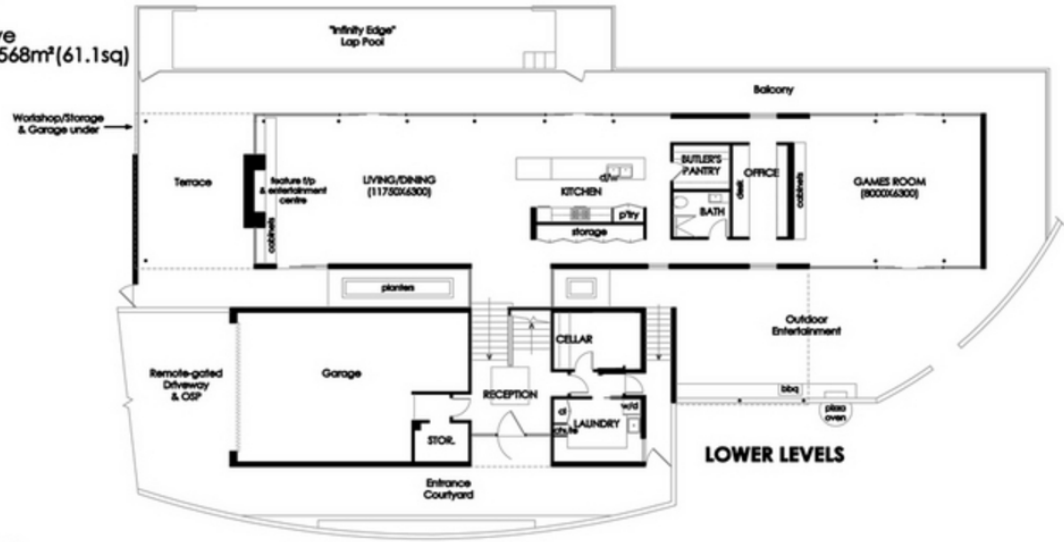 ve
568m²(61.1sq)
"Infinity Edge"
Lap Pool
Balcony
Workshop/Storage
& Garage under
Terrace
feature f/p
& entertainment
centre
cabinets
LIVING/DINING
(11750X6300)
d/w
KITCHEN
p'try
storage
BUTLER'S
PANTRY
BATH
desk
OFFICE
cabinets
GAMES ROOM
(8000X6300)
planters
Outdoor
Entertainment
Remote-gated
Driveway
& OSP
Garage
CELLAR
RECEPTION
STOR.
cl
chute
w/d
LAUNDRY
bbq
pizza
oven
LOWER LEVELS
Entrance
Courtyard